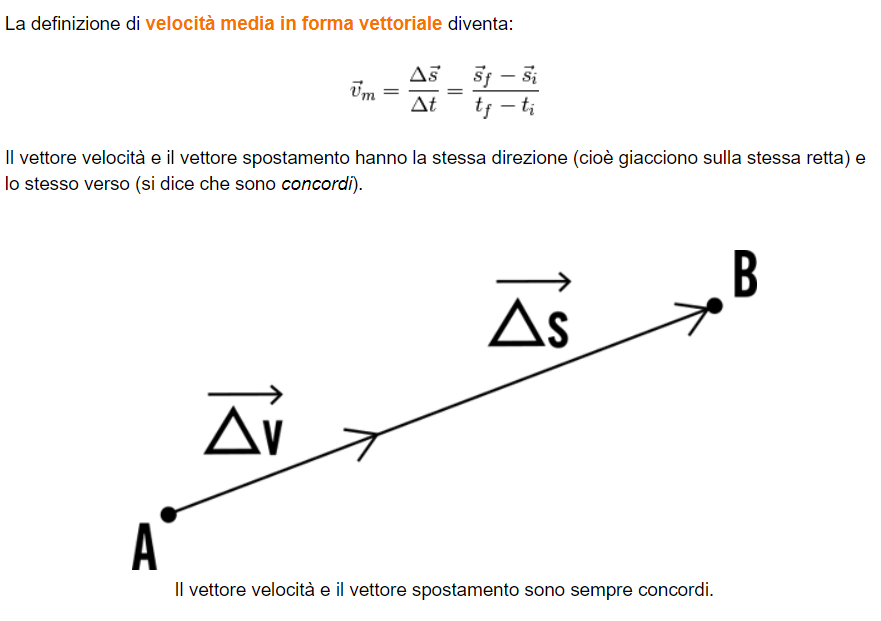 La definizione di velocità media in forma vettoriale diventa:
v⃗ₘ = Δs⃗ / Δt = (s⃗_f − s⃗_i) / (t_f − t_i)
Il vettore velocità e il vettore spostamento hanno la stessa direzione (cioè giacciono sulla stessa retta) e
lo stesso verso (si dice che sono concordi).
B
Δs
Δv
A
Il vettore velocità e il vettore spostamento sono sempre concordi.